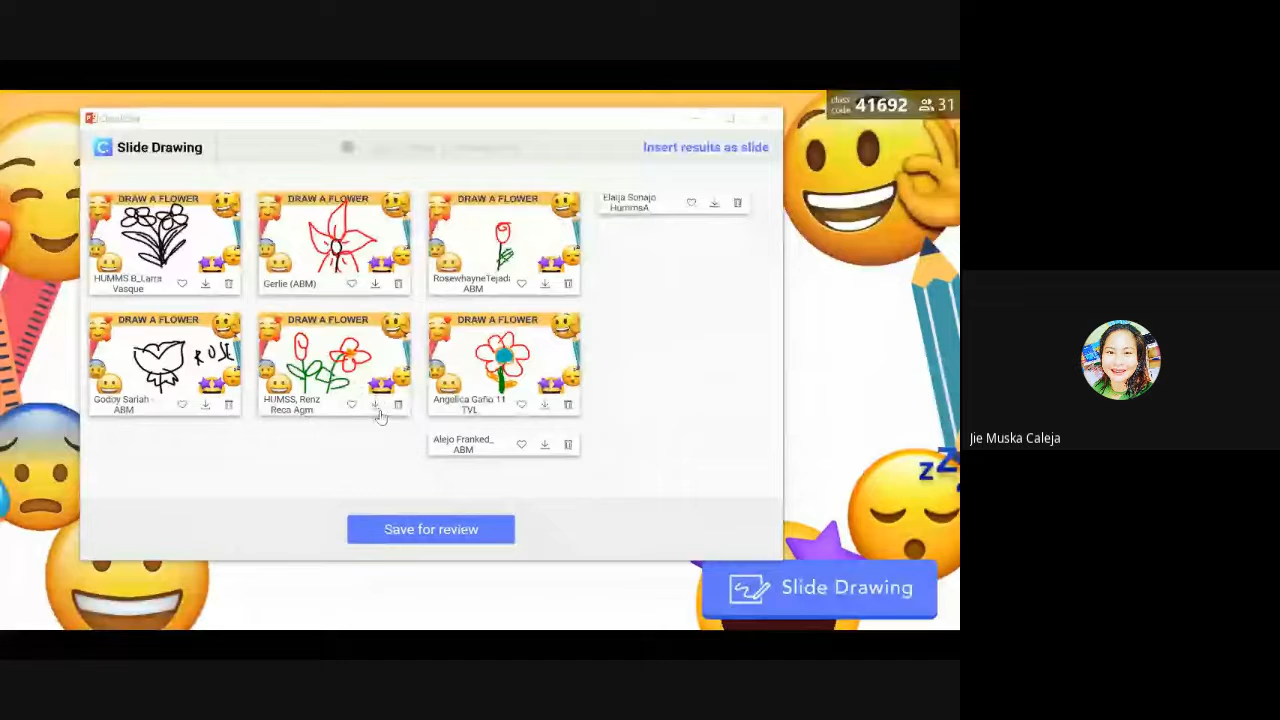 class
code 41692 31
Slide Drawing
Insert results as slide
DRAW A FLOWER
HUMMS B_Larra
Vasque
DRAW A FLOWER
Gerlie (ABM)
DRAW A FLOWER
RosewhayneTejada
ABM
Elaija Sonajo
HummsA
DRAW A FLOWER
ROSE
Godoy Sariah -
ABM
DRAW A FLOWER
HUMSS, Renz
Reca Agm
DRAW A FLOWER
Angelica Gaño 11
TVL
Alejo Franked_
ABM
Save for review
zZ
Slide Drawing
Jie Muska Caleja